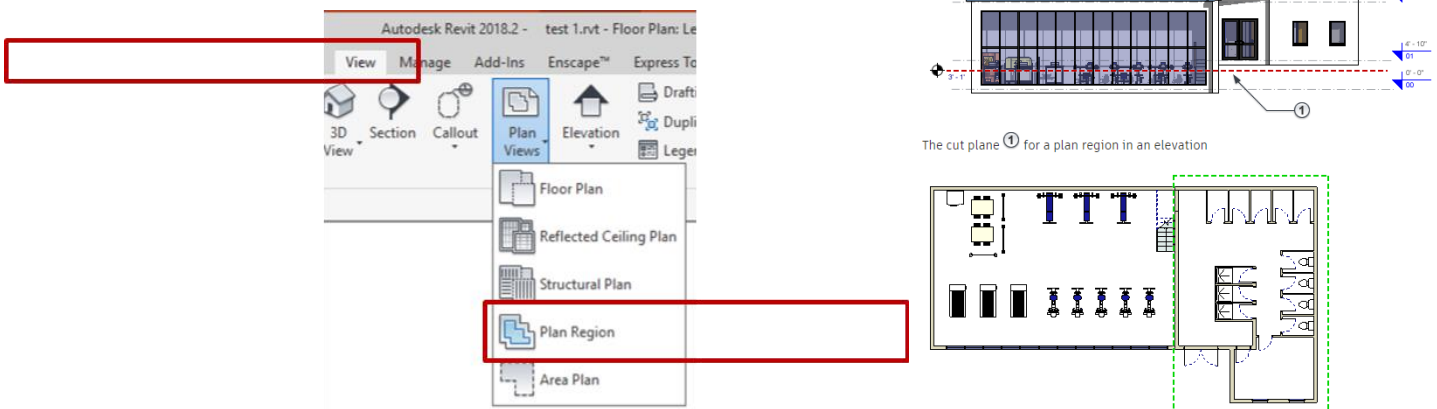 Autodesk Revit 2018.2 - test 1.rvt - Floor Plan: Le
View Manage Add-Ins Enscape™ Express To
3D
View
Section
Callout
Plan
Views
Elevation
Drafti
Dupli
Leger
Floor Plan
Reflected Ceiling Plan
Structural Plan
Plan Region
Area Plan
4' - 10"
01
3' - 1"
0' - 0"
00
1
The cut plane 1 for a plan region in an elevation